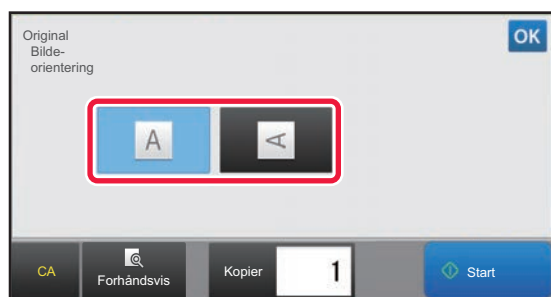 Original
Bilde-
orientering
OK
A
A
CA
Forhåndsvis
Kopier
1
Start